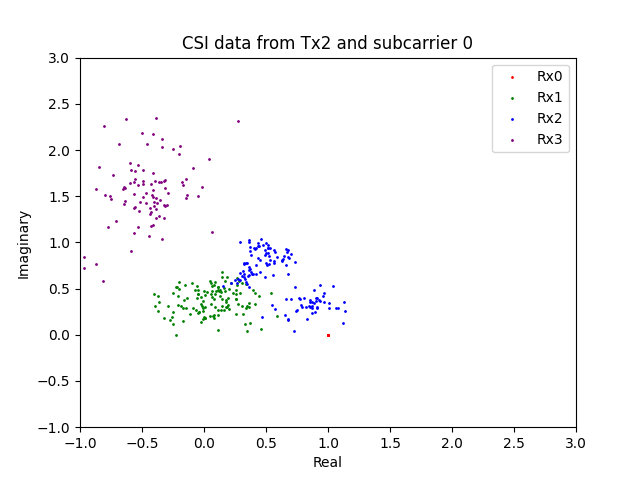 CSI data from Tx2 and subcarrier 0
Rx0
Rx1
Rx2
Rx3
3.0
2.5
2.0
1.5
1.0
0.5
0.0
−0.5
−1.0
Imaginary
−1.0 −0.5 0.0 0.5 1.0 1.5 2.0 2.5 3.0
Real